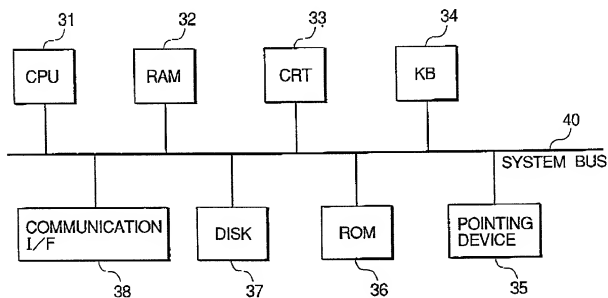 31
32
33
34
CPU
RAM
CRT
KB
40
SYSTEM BUS
COMMUNICATION
I/F
DISK
ROM
POINTING
DEVICE
38
37
36
35